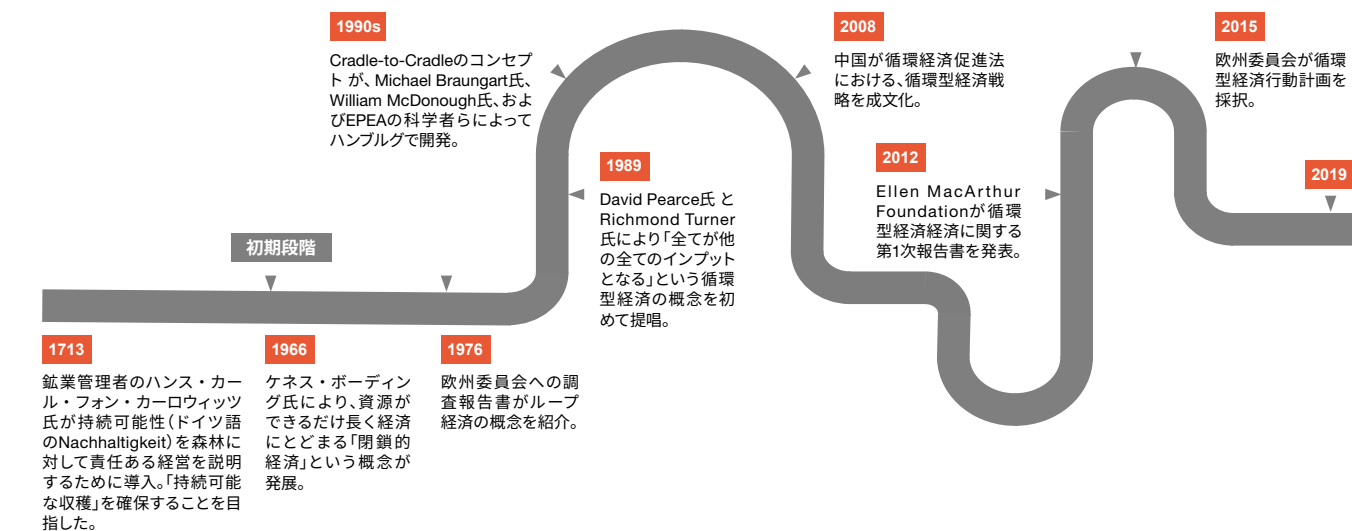 初期段階
1713
鉱業管理者のハンス・カー
ル・フォン・カーロウィッツ
氏が持続可能性（ドイツ語
のNachhaltigkeit）を森林に
対して責任ある経営を説明
するために導入。「持続可能
な収穫」を確保することを目
指した。
1966
ケネス・ボーディン
グ氏により、資源が
できるだけ長く経済
にとどまる「閉鎖的
経済」という概念が
発展。
1976
欧州委員会への調
査報告書がループ
経済の概念を紹介。
1989
David Pearce氏 と
Richmond Turner
氏により「全てが他
の全てのインプット
となる」という循環
型経済の概念を初
めて提唱。
1990s
Cradle-to-Cradleのコンセプ
ト が、Michael Braungart氏、
William McDonough氏、およ
びEPEAの科学者らによって
ハンブルグで開発。
2008
中国が循環経済促進法
における、循環型経済戦
略を成文化。
2012
Ellen MacArthur
Foundationが循環
型経済経済に関する
第1次報告書を発表。
2015
欧州委員会が循環
型経済行動計画を
採択。
2019